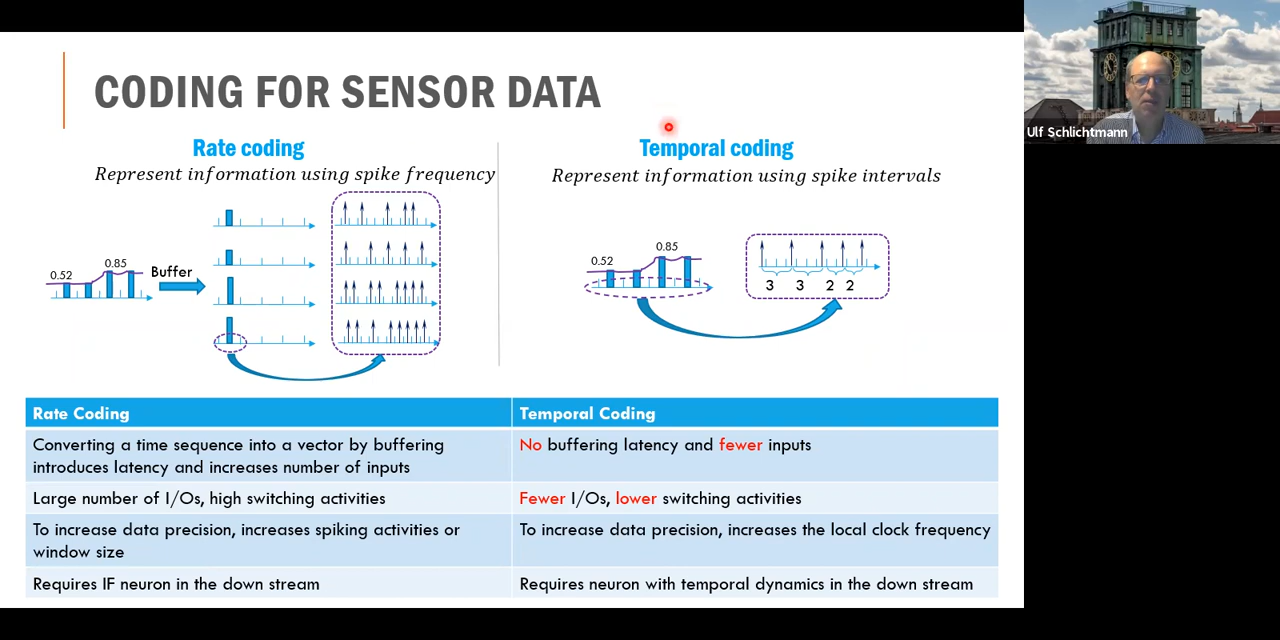 CODING FOR SENSOR DATA
Ulf Schlichtmann
Rate coding
Represent information using spike frequency
0.52
0.85
Buffer
Temporal coding
Represent information using spike intervals
0.52
0.85
3 3 2 2
Rate Coding
Temporal Coding
Converting a time sequence into a vector by buffering
introduces latency and increases number of inputs
No buffering latency and fewer inputs
Large number of I/Os, high switching activities
Fewer I/Os, lower switching activities
To increase data precision, increases spiking activities or
window size
To increase data precision, increases the local clock frequency
Requires IF neuron in the down stream
Requires neuron with temporal dynamics in the down stream